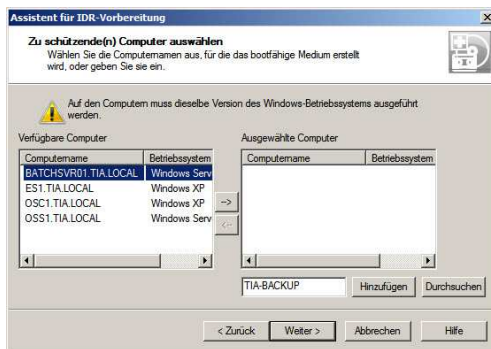 Assistent für IDR-Vorbereitung
Zu schützende(n) Computer auswählen
Wählen Sie die Computernamen aus, für die das bootfähige Medium erstellt
wird, oder geben Sie sie ein.
Auf den Computern muss dieselbe Version des Windows-Betriebssystems ausgeführt
werden.
Verfügbare Computer
Ausgewählte Computer
Computername Betriebssystem
Computername Betriebssystem
BATCHSVR01.TIA.LOCAL Windows Serv
ES1.TIA.LOCAL Windows XP
OSC1.TIA.LOCAL Windows XP
OSS1.TIA.LOCAL Windows Serv
-->
<--
TIA-BACKUP Hinzufügen Durchsuchen
< Zurück Weiter > Abbrechen Hilfe